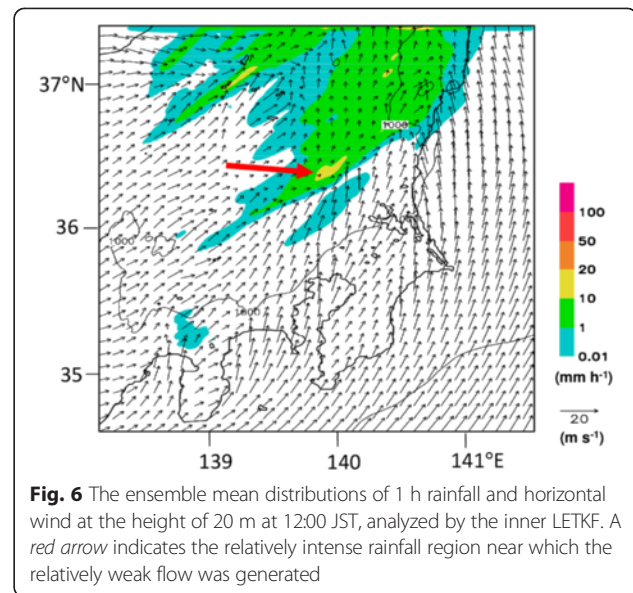 37°N
36
35
139
140
141°E
1000
1000
1000
100
50
20
10
1
0.01
(mm h-1)
20
(m s-1)
Fig. 6 The ensemble mean distributions of 1 h rainfall and horizontal
wind at the height of 20 m at 12:00 JST, analyzed by the inner LETKF. A
red arrow indicates the relatively intense rainfall region near which the
relatively weak flow was generated